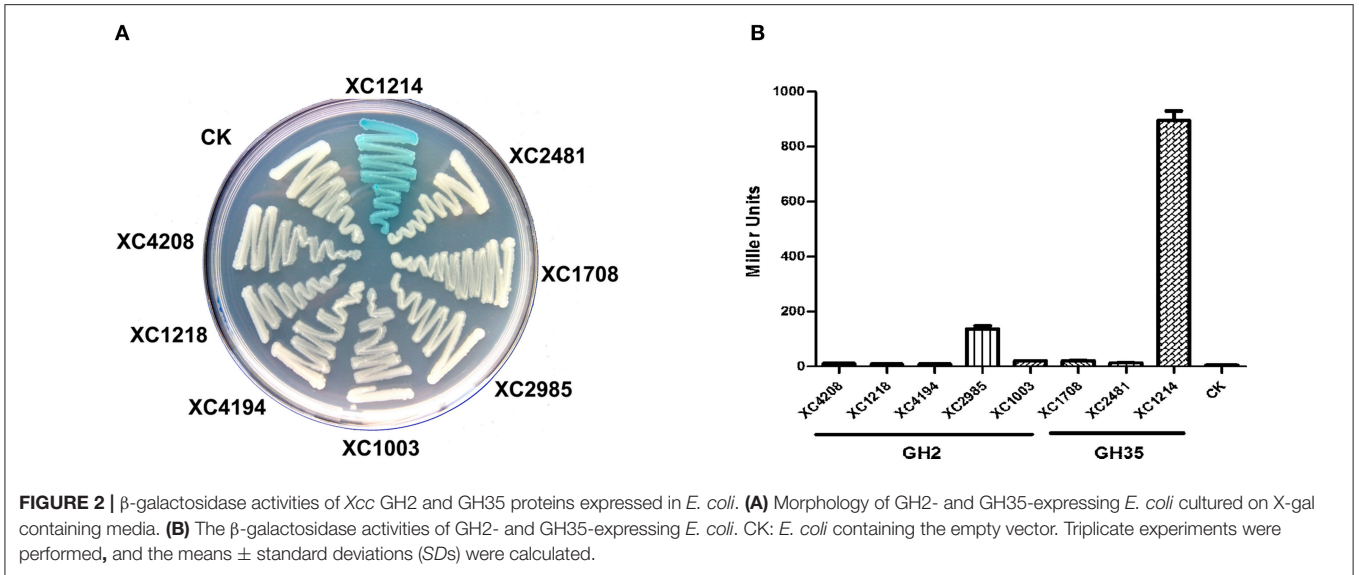 A
XC1214
CK
XC2481
XC4208
XC1708
XC1218
XC2985
XC4194
XC1003
B
Miller Units
1000
800
600
400
200
0
XC4208
XC1218
XC4194
XC2985
XC1003
XC1708
XC2481
XC1214
CK
GH2
GH35
FIGURE 2 | β-galactosidase activities of Xcc GH2 and GH35 proteins expressed in E. coli. (A) Morphology of GH2- and GH35-expressing E. coli cultured on X-gal
containing media. (B) The β-galactosidase activities of GH2- and GH35-expressing E. coli. CK: E. coli containing the empty vector. Triplicate experiments were
performed, and the means ± standard deviations (SDs) were calculated.